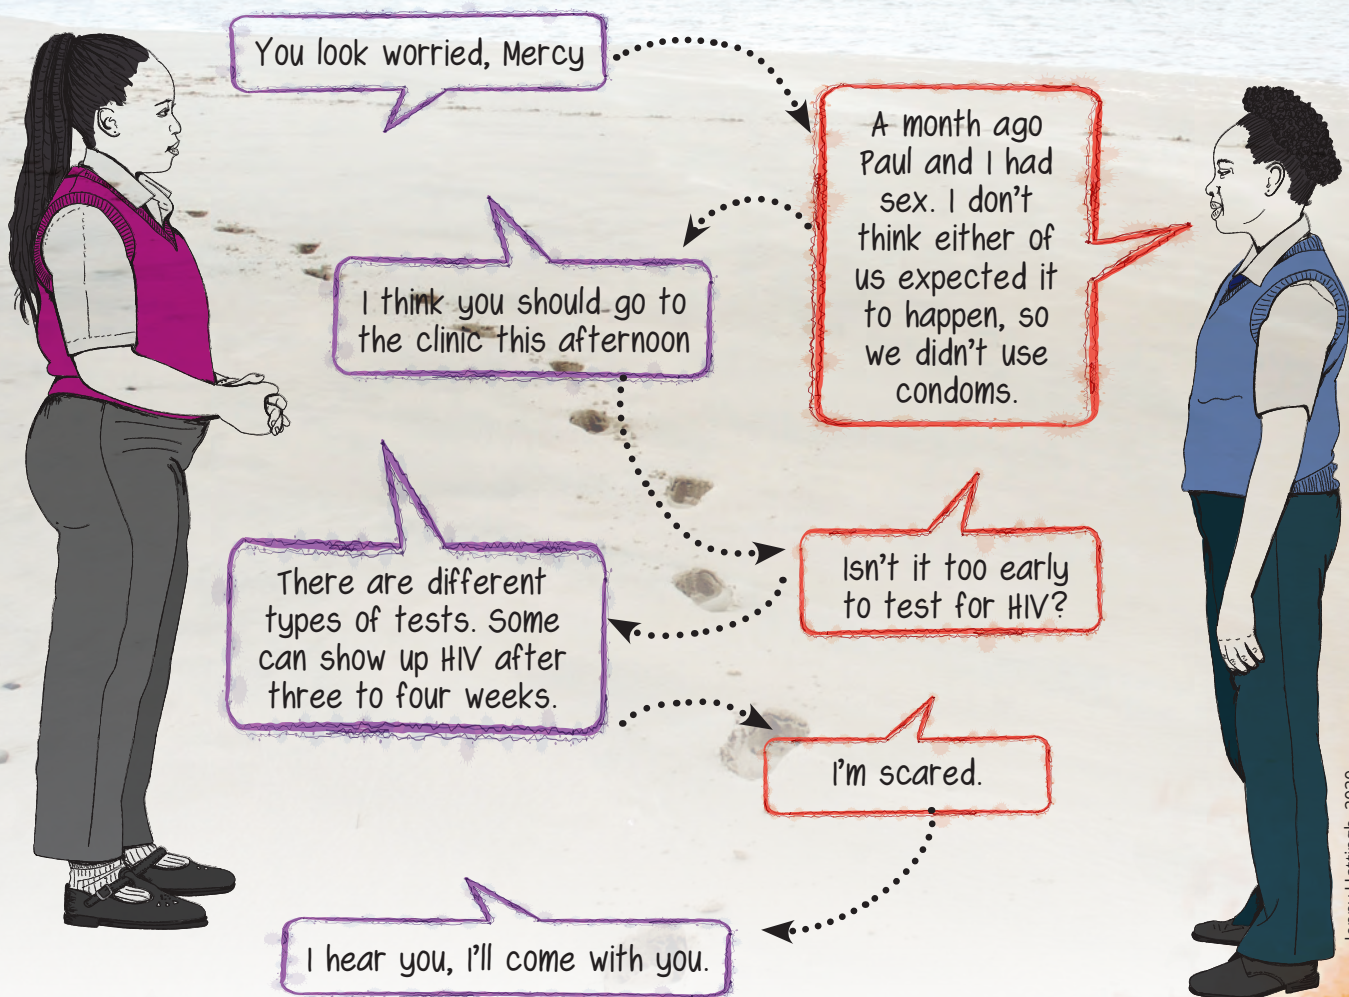 You look worried, Mercy
A month ago
Paul and I had
sex. I don't
think either of
us expected it
to happen, so
we didn't use
condoms.
I think you should go to
the clinic this afternoon
Isn't it too early
to test for HIV?
There are different
types of tests. Some
can show up HIV after
three to four weeks.
I'm scared.
I hear you, I'll come with you.
2020